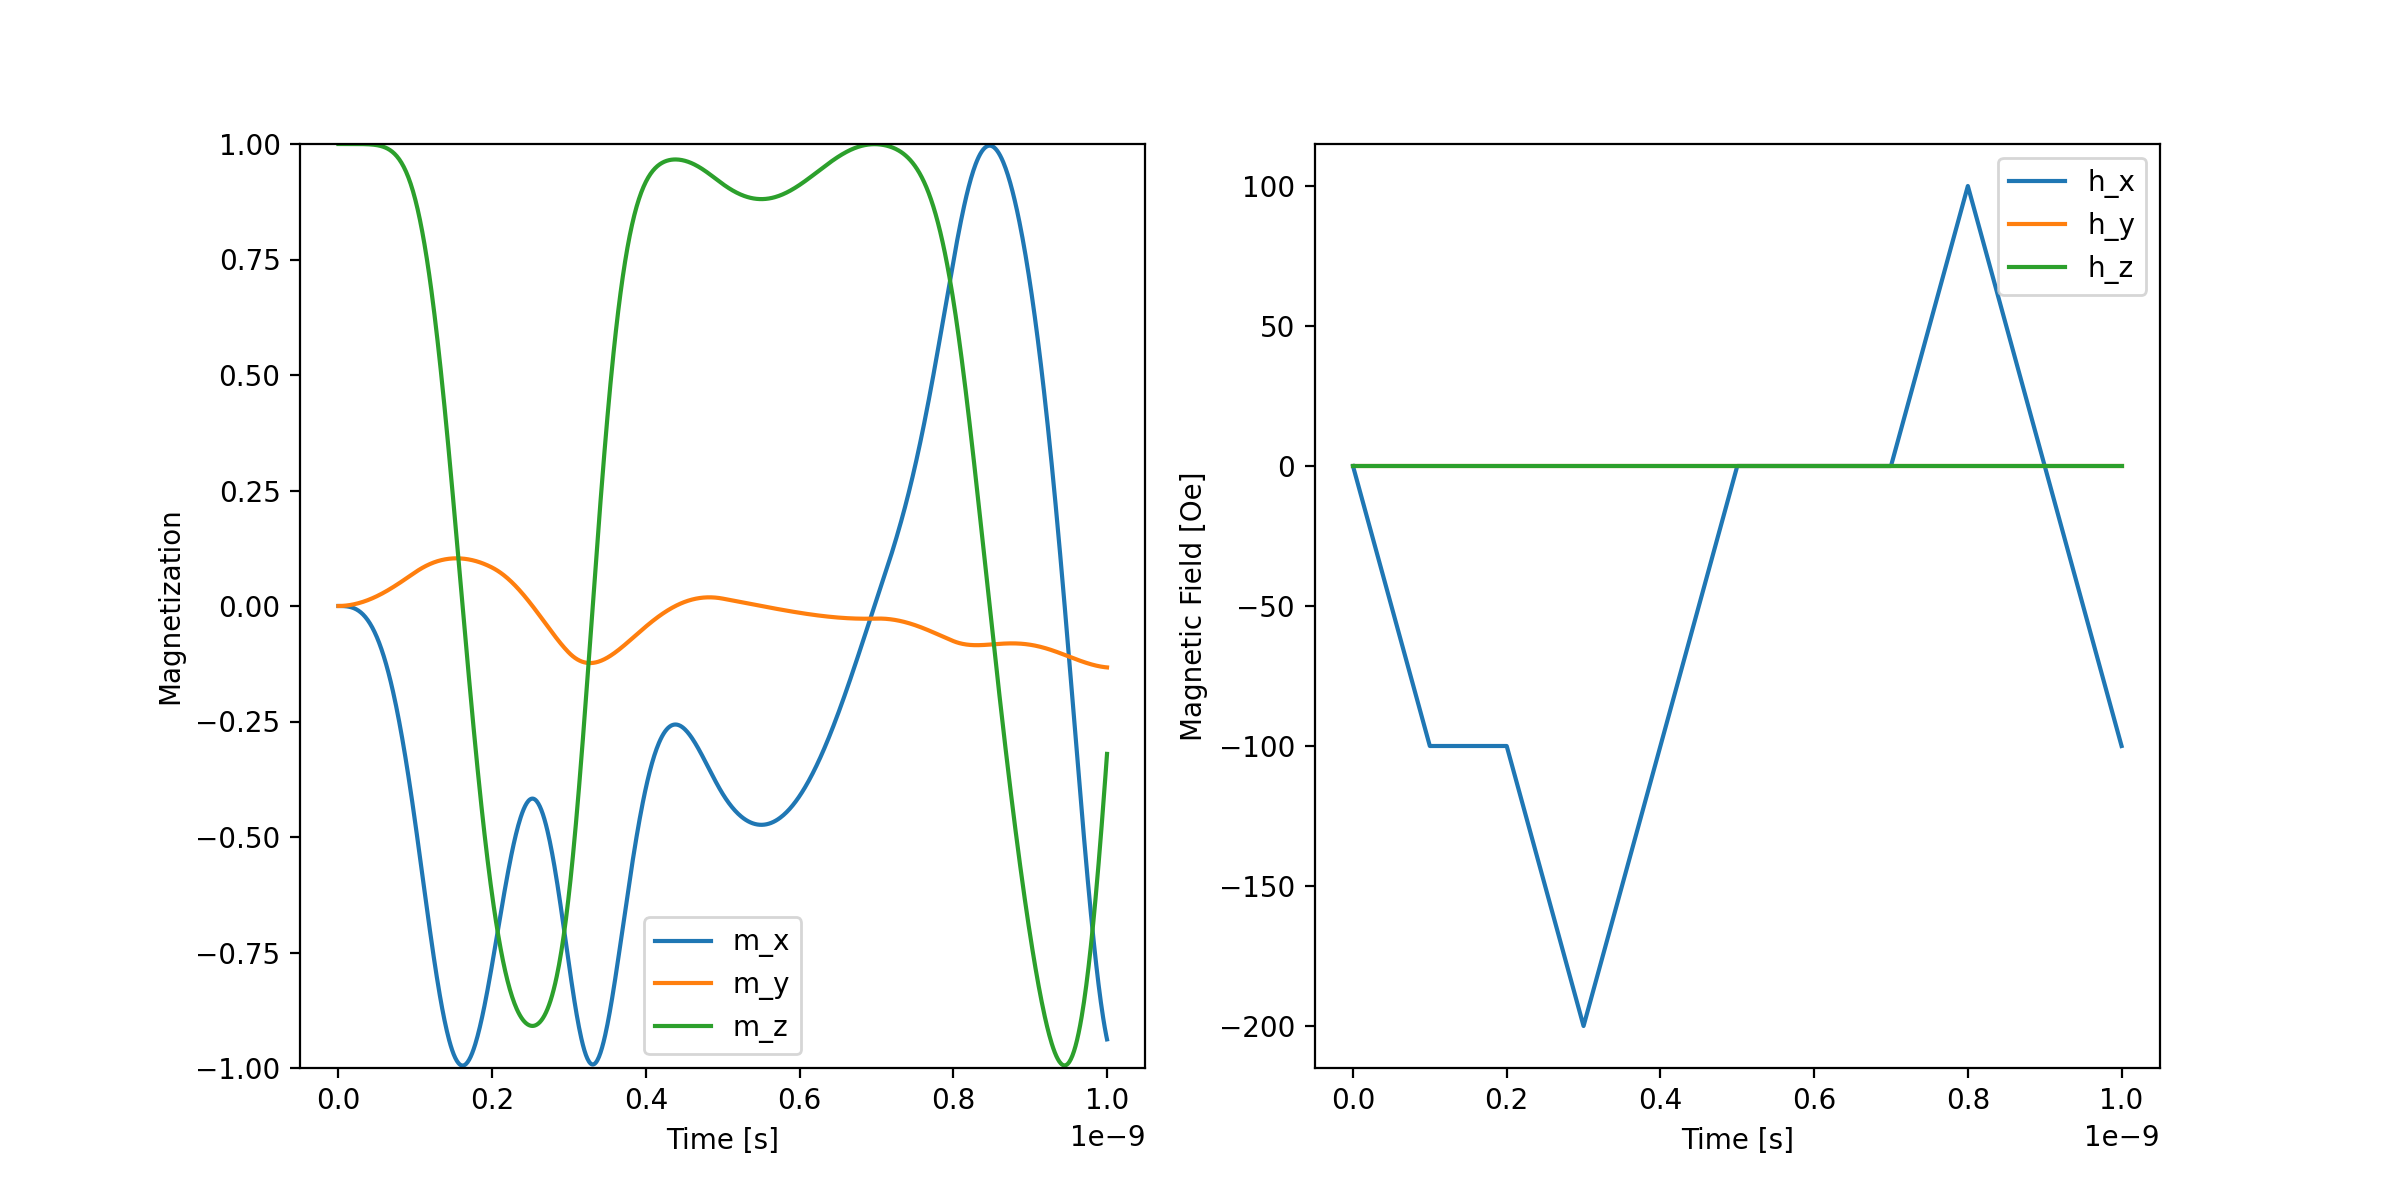 1.00
0.75
0.50
0.25
0.00
−0.25
−0.50
−0.75
−1.00
Magnetization
m_x
m_y
m_z
0.0 0.2 0.4 0.6 0.8 1.0
1e−9
Time [s]
100
50
0
−50
−100
−150
−200
Magnetic Field [Oe]
h_x
h_y
h_z
0.0 0.2 0.4 0.6 0.8 1.0
1e−9
Time [s]